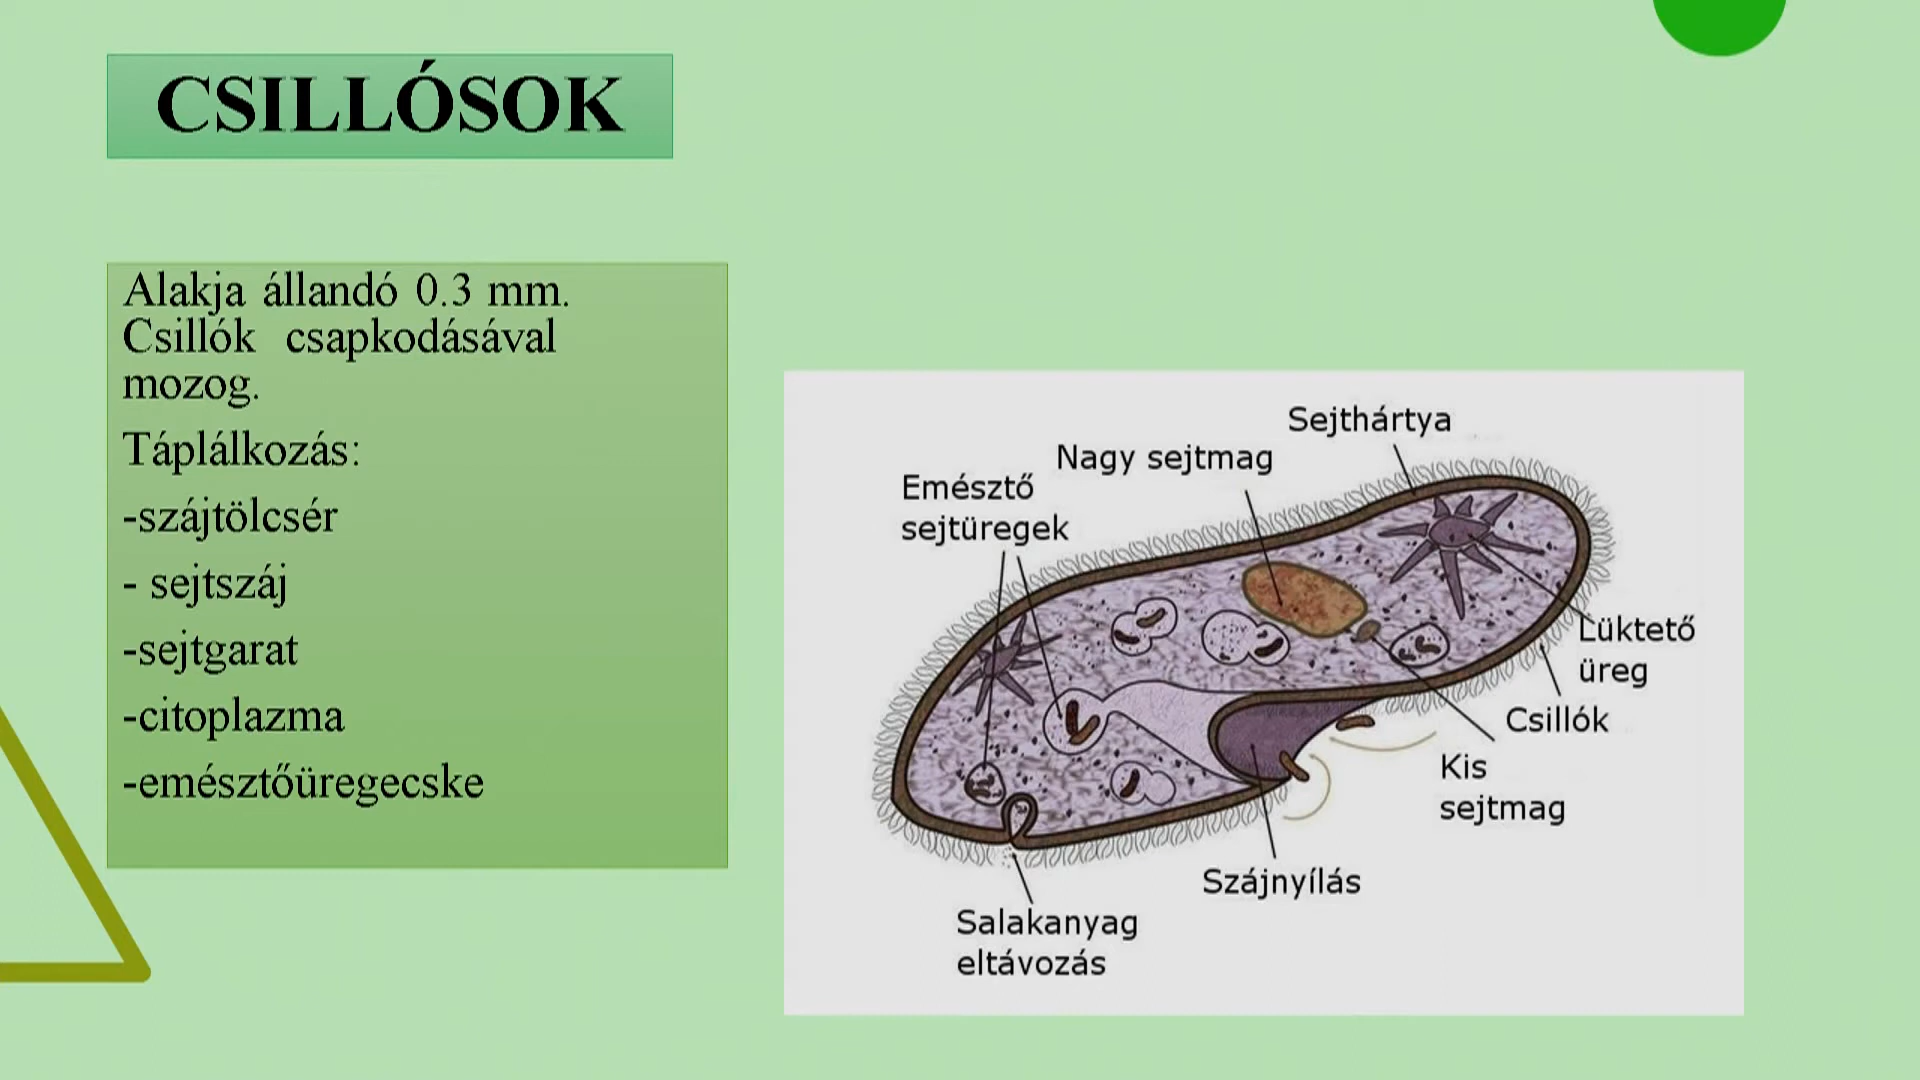 CSILLÓSOK
Alakja állandó 0.3 mm.
Csillók csapkodásával
mozog.
Táplálkozás:
-szájtölcsér
- sejtszáj
-sejtgarat
-citoplazma
-emésztőüregecske
Sejthártya
Nagy sejtmag
Emésztő
sejtüregek
Lüktető
üreg
Csillók
Kis
sejtmag
Szájnyílás
Salakanyag
eltávozás